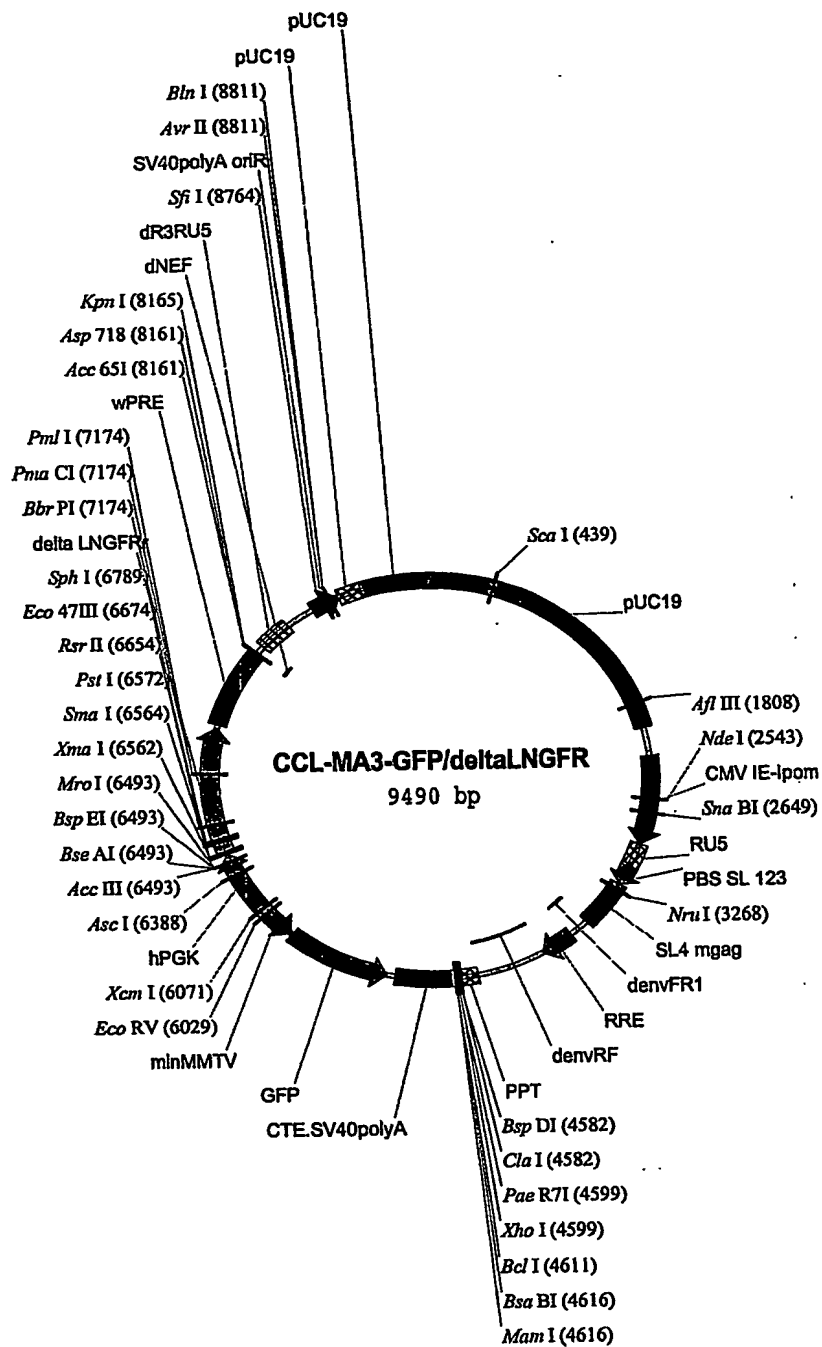 pUC19
pUC19
Bln I (8811)
Avr II (8811)
SV40polyA oriR
Sfi I (8764)
dR3RU5
dNEF
Kpn I (8165)
Asp 718 (8161)
Acc 65I (8161)
wPRE
Pml I (7174)
Pma CI (7174)
Bbr PI (7174)
delta LNGFR
Sph I (6789)
Eco 47III (6674)
Rsr II (6654)
Pst I (6572)
Sma I (6564)
Xma I (6562)
Mro I (6493)
Bsp EI (6493)
Bse AI (6493)
Acc III (6493)
Asc I (6388)
hPGK
Xcm I (6071)
Eco RV (6029)
minMMTV
GFP
CTE.SV40polyA
Sca I (439)
pUC19
Afl III (1808)
Nde I (2543)
CMV IE-Ipom
Sna BI (2649)
RU5
PBS SL 123
Nru I (3268)
SL4 mgag
denvFR1
RRE
denvRF
PPT
Bsp DI (4582)
Cla I (4582)
Pae R7I (4599)
Xho I (4599)
Bcl I (4611)
Bsa BI (4616)
Mam I (4616)
CCL-MA3-GFP/deltaLNGFR
9490 bp